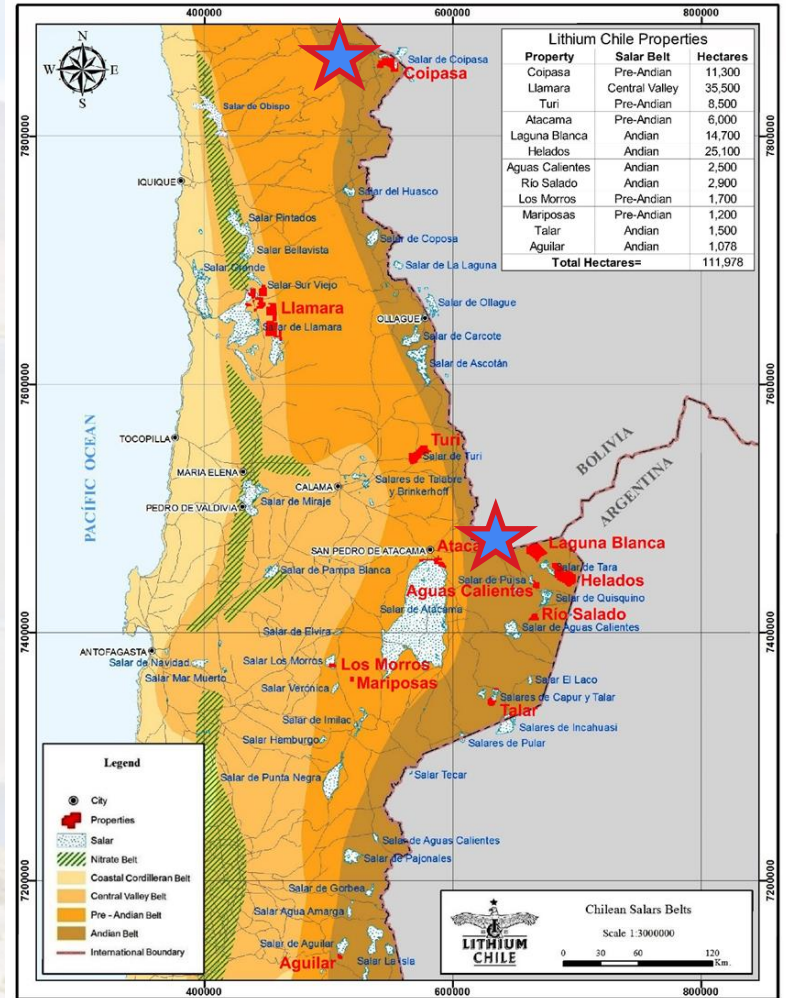 400000 600000 800000
N
W E
S
Lithium Chile Properties
Property Salar Belt Hectares
Coipasa Pre-Andian 11,300
Llamara Central Valley 35,500
Turi Pre-Andian 8,500
Atacama Pre-Andian 6,000
Laguna Blanca Andian 14,700
Helados Andian 25,100
Aguas Calientes Andian 2,500
Río Salado Andian 2,900
Los Morros Pre-Andian 1,700
Mariposas Pre-Andian 1,200
Talar Andian 1,500
Aguilar Andian 1,078
Total Hectares= 111,978
Salar de Coipasa
Coipasa
Salar de Obispo
7800000 7800000
IQUIQUE
Salar del Huasco
Salar Pintados
Salar de Coposa
Salar Bellavista
Salar Grande
Salar de La Laguna
Salar Sur Viejo
Llamara
Salar de Ollague
OLLAGUE
Salar de Llamara
Salar de Carcote
Salar de Ascotán
7600000 7600000
PACÍFIC OCEAN
BOLIVIA
ARGENTINA
TOCOPILLA
Turi
Salar de Turi
MARIA ELENA
CALAMA
Salares de Talabre
y Brinkerhoff
Salar de Miraje
PEDRO DE VALDIVIA
SAN PEDRO DE ATACAMA
Ataca
Laguna Blanca
Salar de Tara
Salar de Pampa Blanca
Salar de Pujsa
Helados
Aguas Calientes
Salar de Quisquino
Salar de Atacama
Río Salado
Salar de Aguas Calientes
7400000 7400000
Salar de Elvira
ANTOFAGASTA
Salar de Navidad
Salar Los Morros
Los Morros
Salar Mar Muerto
Mariposas
Salar Verónica
Salar El Laco
Salares de Capur y Talar
Talar
Salar de Imilac
Salares de Incahuasi
Salar Hamburgo
Salares de Pular
Salar de Punta Negra
Salar Tecar
Salar de Aguas Calientes
Salar de Pajonales
7200000 7200000
Salar de Gorbea
Salar Agua Amarga
Salar de Aguilar
Aguilar
Salar La Isla
Legend
City
Properties
Salar
Nitrate Belt
Coastal Cordilleran Belt
Central Valley Belt
Pre - Andian Belt
Andien Belt
International Boundary
LITHIUM
CHILE
Chilean Salars Belts
Scale 1:3000000
0 30 60 120
Km.
400000 600000 800000